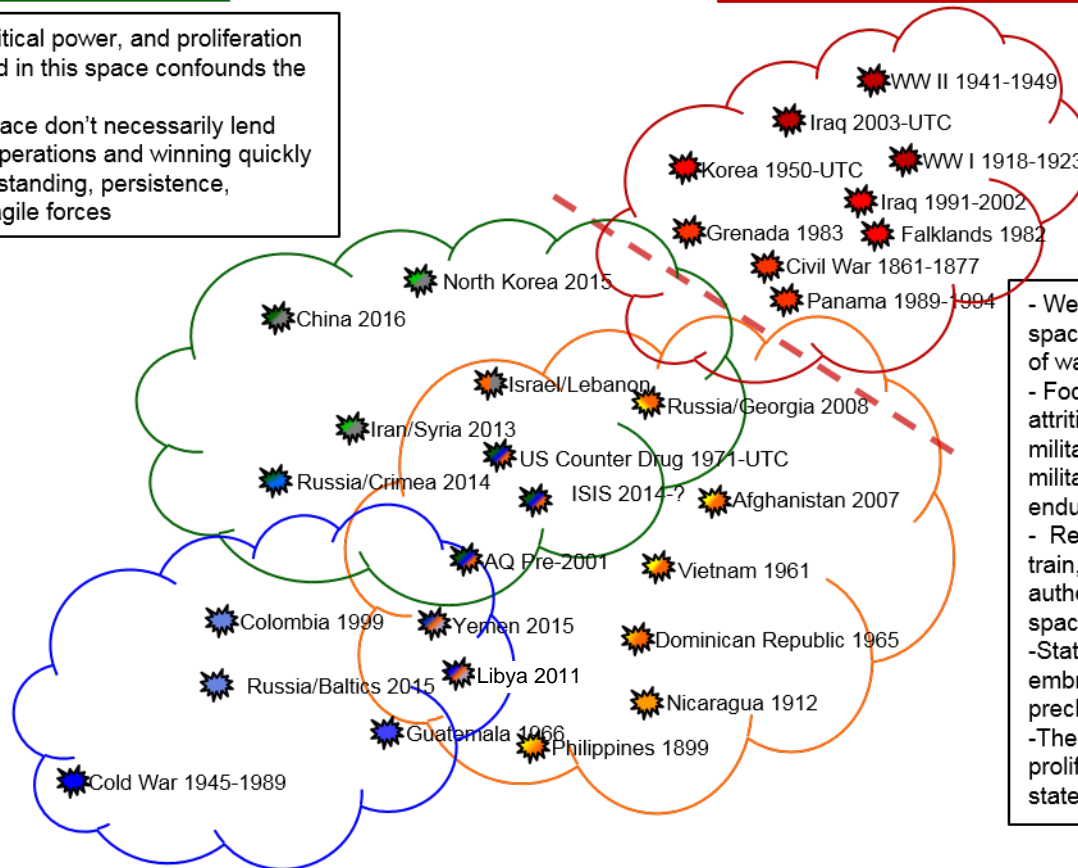 itical power, and proliferation
d in this space confounds the
ace don't necessarily lend
perations and winning quickly
standing, persistence,
agile forces
WW II 1941-1949
Iraq 2003-UTC
WW I 1918-1923
Korea 1950-UTC
Iraq 1991-2002
Grenada 1983
Falklands 1982
Civil War 1861-1877
Panama 1989-1994
North Korea 2015
China 2016
Israel/Lebanon
Russia/Georgia 2008
Iran/Syria 2013
US Counter Drug 1971-UTC
Russia/Crimea 2014
ISIS 2014-?
Afghanistan 2007
AQ Pre-2001
Vietnam 1961
Colombia 1999
Yemen 2015
Dominican Republic 1965
Libya 2011
Russia/Baltics 2015
Nicaragua 1912
Guatemala 1966
Philippines 1899
Cold War 1945-1989
- We
spac
of wa
- Foc
attriti
milita
milita
endu
- Re
train,
autho
spac
-Stat
embr
precl
-The
prolif
state